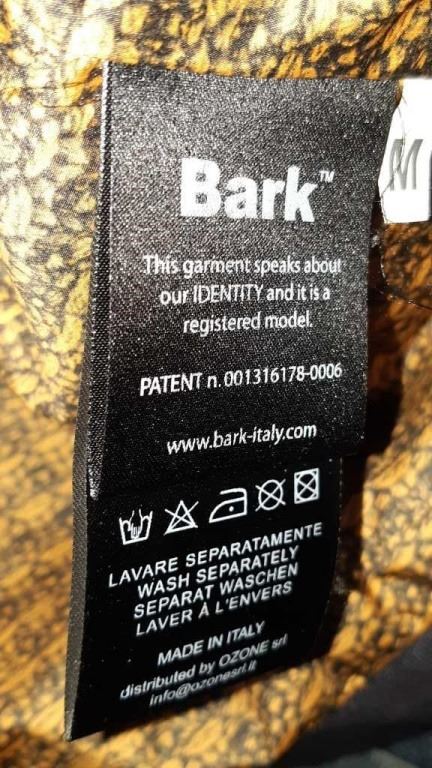 Bark™
M
This garment speaks about
our IDENTITY and it is a
registered model.
PATENT n. 001316178-0006
www.bark-italy.com
LAVARE SEPARATAMENTE
WASH SEPARATELY
SEPARAT WASCHEN
LAVER À L'ENVERS
MADE IN ITALY
distributed by OZONE srl
info@ozonesrl.it